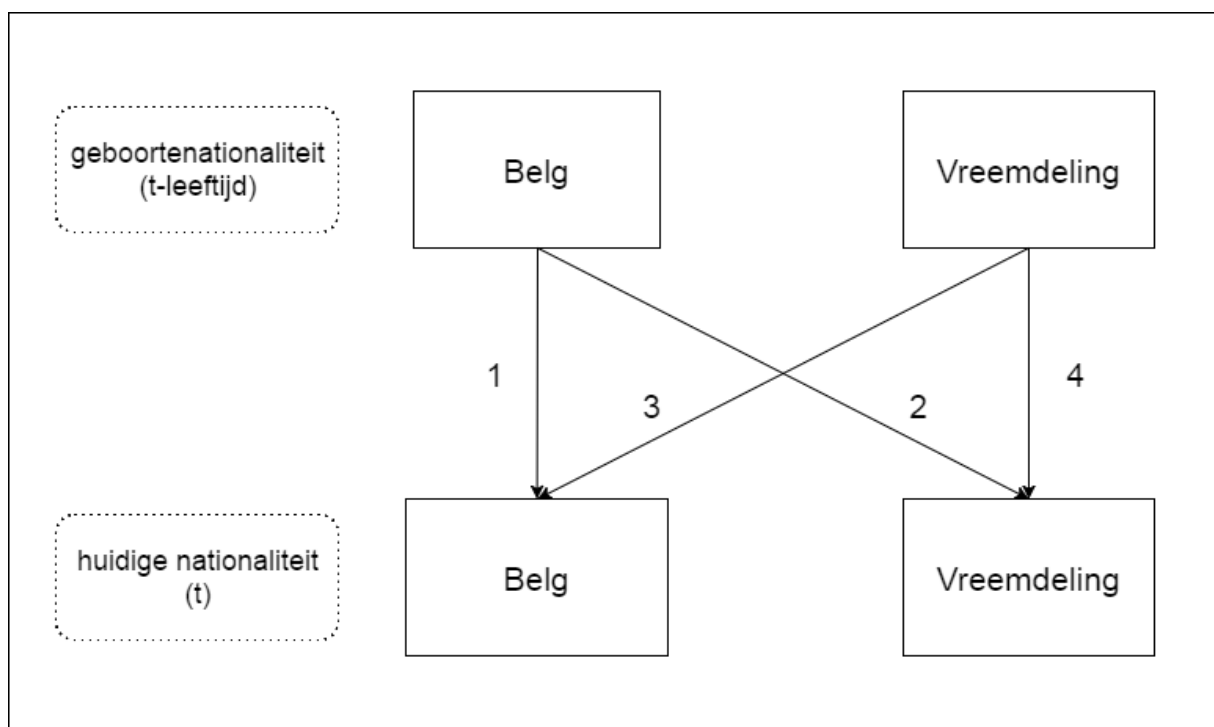 geboortenationaliteit
(t-leeftijd)
Belg
Vreemdeling
1
3
2
4
huidige nationaliteit
(t)
Belg
Vreemdeling